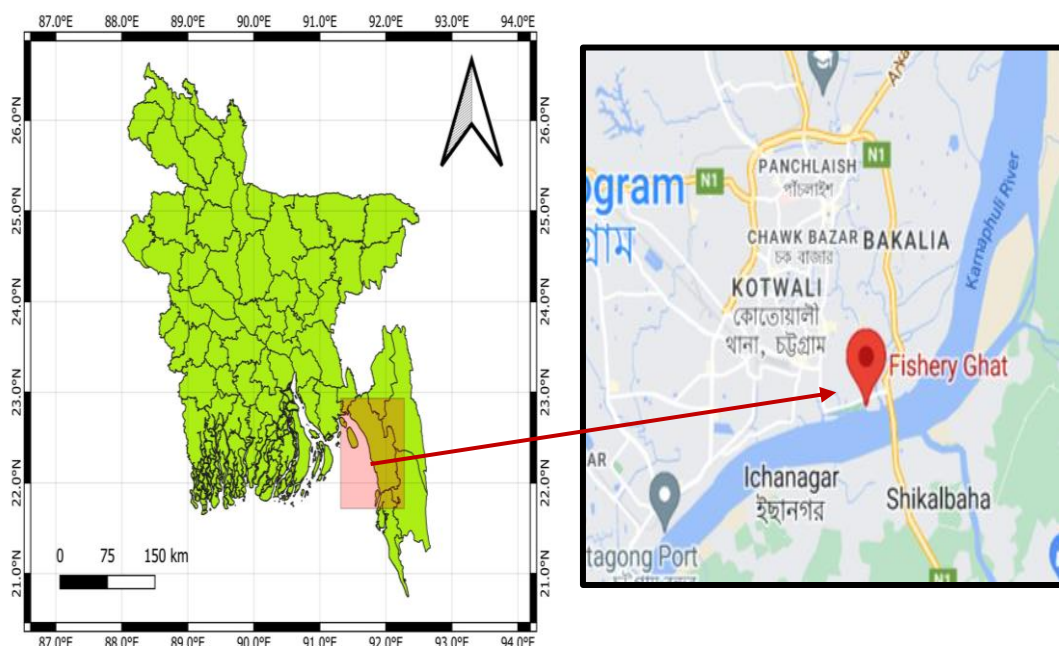 87.0°E 88.0°E 89.0°E 90.0°E 91.0°E 92.0°E 93.0°E 94.0°E
26.0°N
25.0°N
24.0°N
23.0°N
22.0°N
21.0°N
26.0°N
25.0°N
24.0°N
23.0°N
22.0°N
21.0°N
0 75 150 km
87.0°E 88.0°E 89.0°E 90.0°E 91.0°E 92.0°E 93.0°E 94.0°E
N1
N1
PANCHLAISH
পাঁচলাইশ
ogram
গ্রাম
Karnaphuli River
CHAWK BAZAR
চক বাজার
BAKALIA
KOTWALI
কোতোয়ালী
থানা, চট্টগ্রাম
Fishery Ghat
AR
Ichanagar
ইছানগর
Shikalbaha
tagong Port
N1